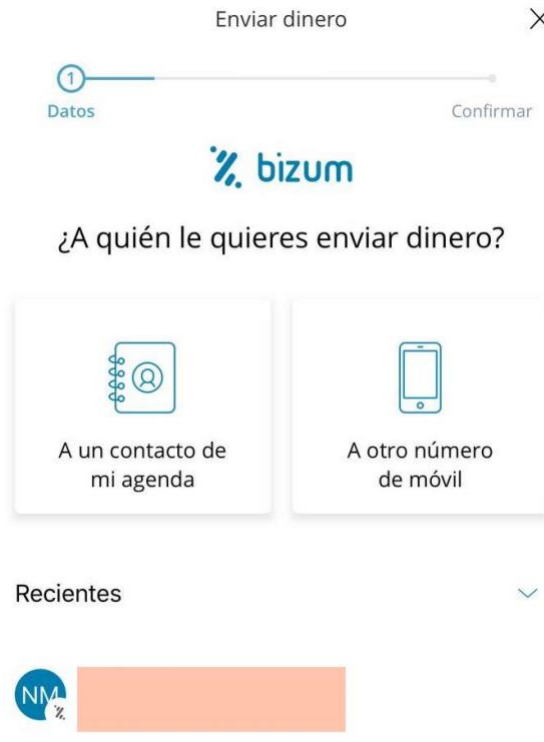 Enviar dinero
1
Datos
Confirmar
bizum
¿A quién le quieres enviar dinero?
A un contacto de
mi agenda
A otro número
de móvil
Recientes
NM